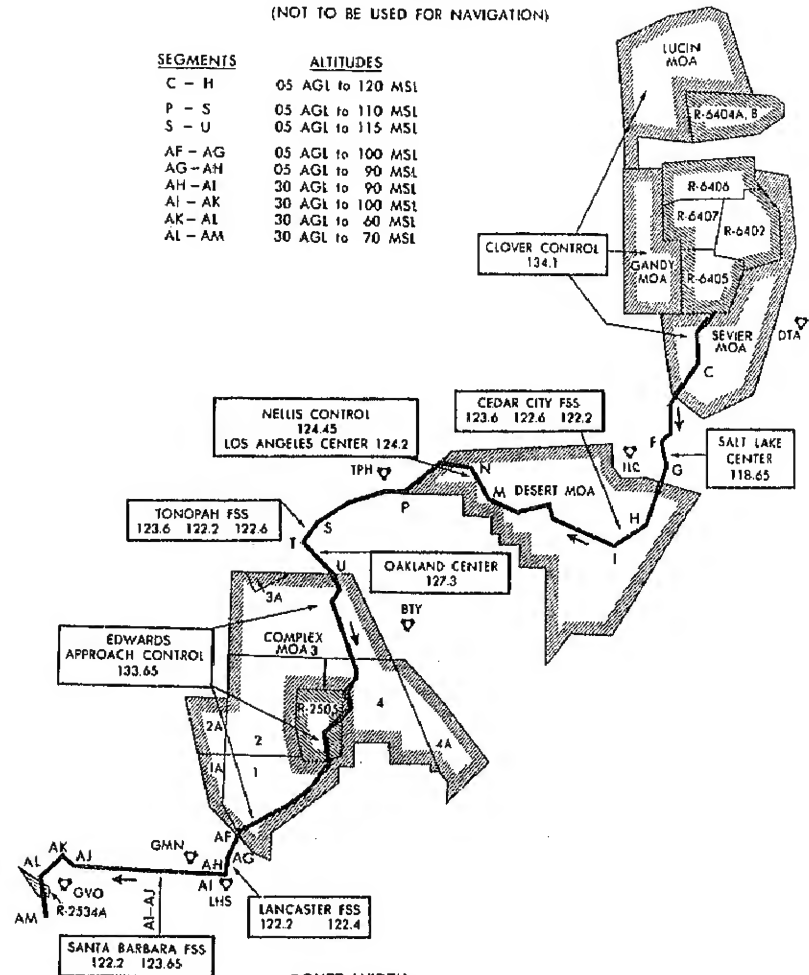 (NOT TO BE USED FOR NAVIGATION)
SEGMENTS ALTITUDES
C - H 05 AGL to 120 MSL
P - S 05 AGL to 110 MSL
S - U 05 AGL to 115 MSL
AF - AG 05 AGL to 100 MSL
AG - AH 05 AGL to 90 MSL
AH - AI 30 AGL to 90 MSL
AI - AK 30 AGL to 100 MSL
AK - AL 30 AGL to 60 MSL
AL - AM 30 AGL to 70 MSL
LUCIN
MOA
R-6404A, B
R-6406
R-6407
R-6402
CLOVER CONTROL
134.1
GANDY
MOA
R-6405
SEVIER
MOA
DTA
C
NELLIS CONTROL
124.45
LOS ANGELES CENTER 124.2
CEDAR CITY FSS
123.6 122.6 122.2
F
G
SALT LAKE
CENTER
118.65
ILC
TPH
N
M
DESERT MOA
P
H
I
TONOPAH FSS
123.6 122.2 122.6
S
T
U
OAKLAND CENTER
127.3
3A
BTY
EDWARDS
APPROACH CONTROL
133.65
COMPLEX
MOA 3
R-2505
4
4A
2A
2
1A
1
AF
AG
AH
AI
GMN
LHS
AK
AJ
AL
GVO
R-2534A
AM
AI-AJ
LANCASTER FSS
122.2 122.4
SANTA BARBARA FSS
122.2 123.65